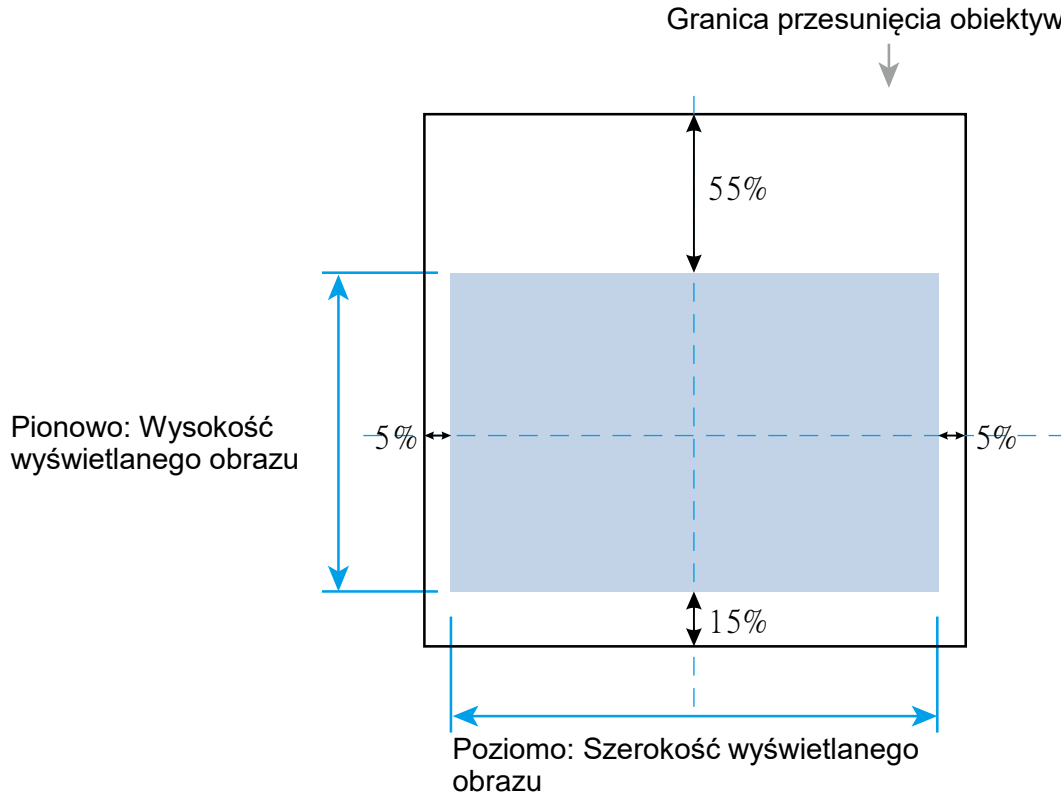 Granica przesunięcia obiektyw
55%
Pionowo: Wysokość
wyświetlanego obrazu
5%
5%
15%
Poziomo: Szerokość wyświetlanego
obrazu